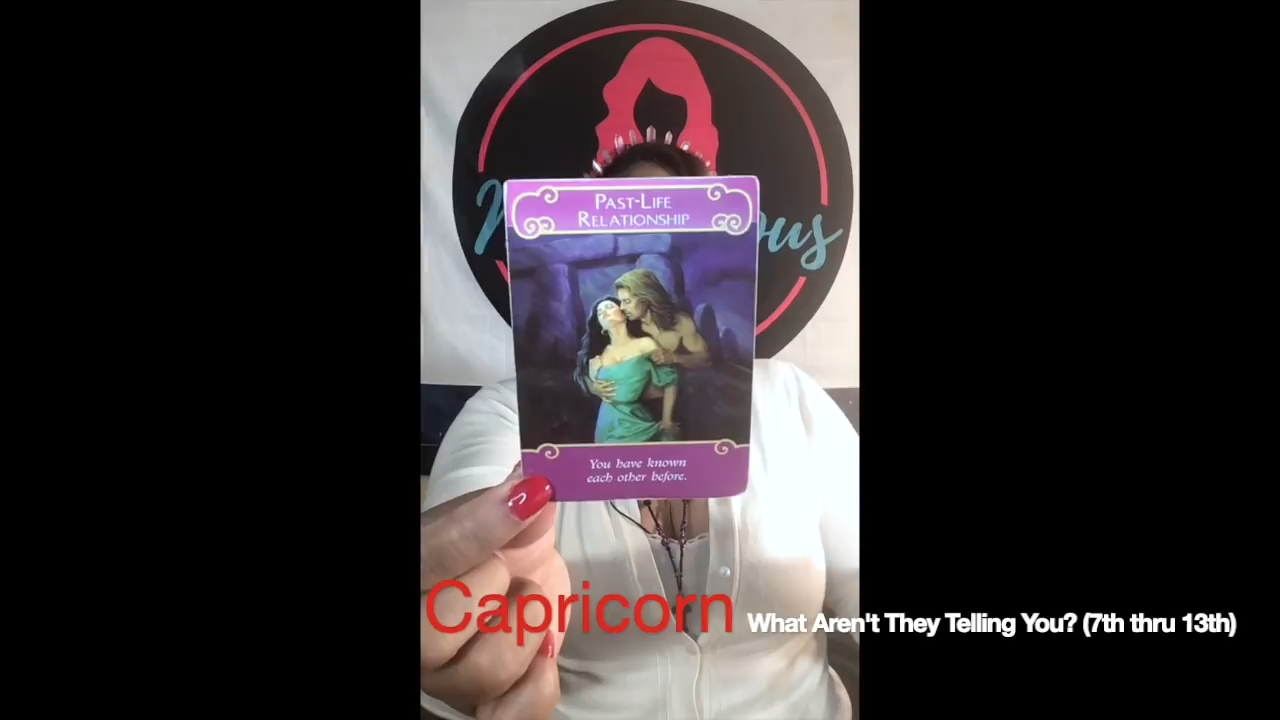 Past-Life
Relationship
You have known
each other before.
Capricorn What Aren't They Telling You? (7th thru 13th)